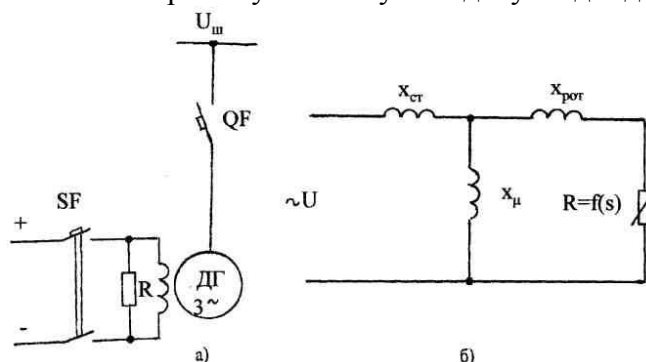 Uш
QF
SF
+
R
ДГ
3~
-
а)
xст
xрот
xμ
~U
R=f(s)
б)